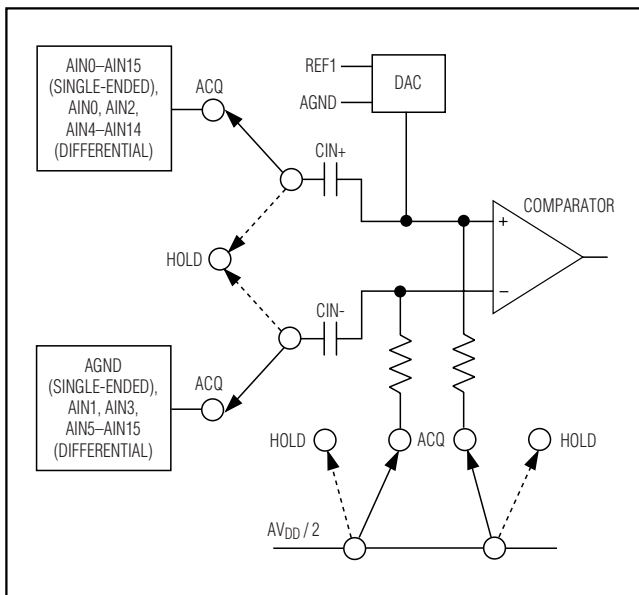 AIN0–AIN15
(SINGLE-ENDED),
AIN0, AIN2,
AIN4–AIN14
(DIFFERENTIAL)
ACQ
REF1
AGND
DAC
CIN+
COMPARATOR
+
HOLD
−
CIN-
AGND
(SINGLE-ENDED),
AIN1, AIN3,
AIN5–AIN15
(DIFFERENTIAL)
ACQ
HOLD
ACQ
HOLD
AVDD / 2